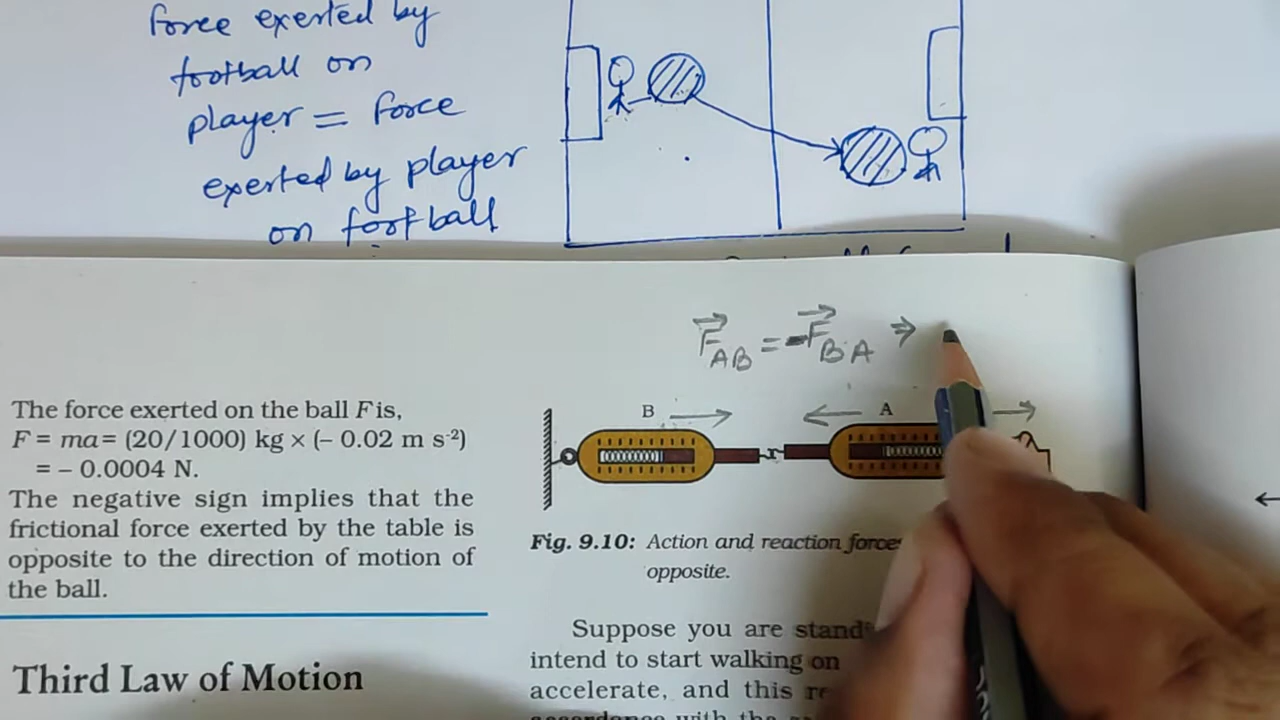 Force exerted by
football on
player = Force
exerted by player
on football
F⃗AB = -F⃗BA ⇒
The force exerted on the ball F is,
F = ma = (20/1000) kg × (– 0.02 m s-2)
= – 0.0004 N.
The negative sign implies that the
frictional force exerted by the table is
opposite to the direction of motion of
the ball.
Third Law of Motion
B A
Fig. 9.10: Action and reaction forces
opposite.
Suppose you are
intend to start walking on
accelerate, and this